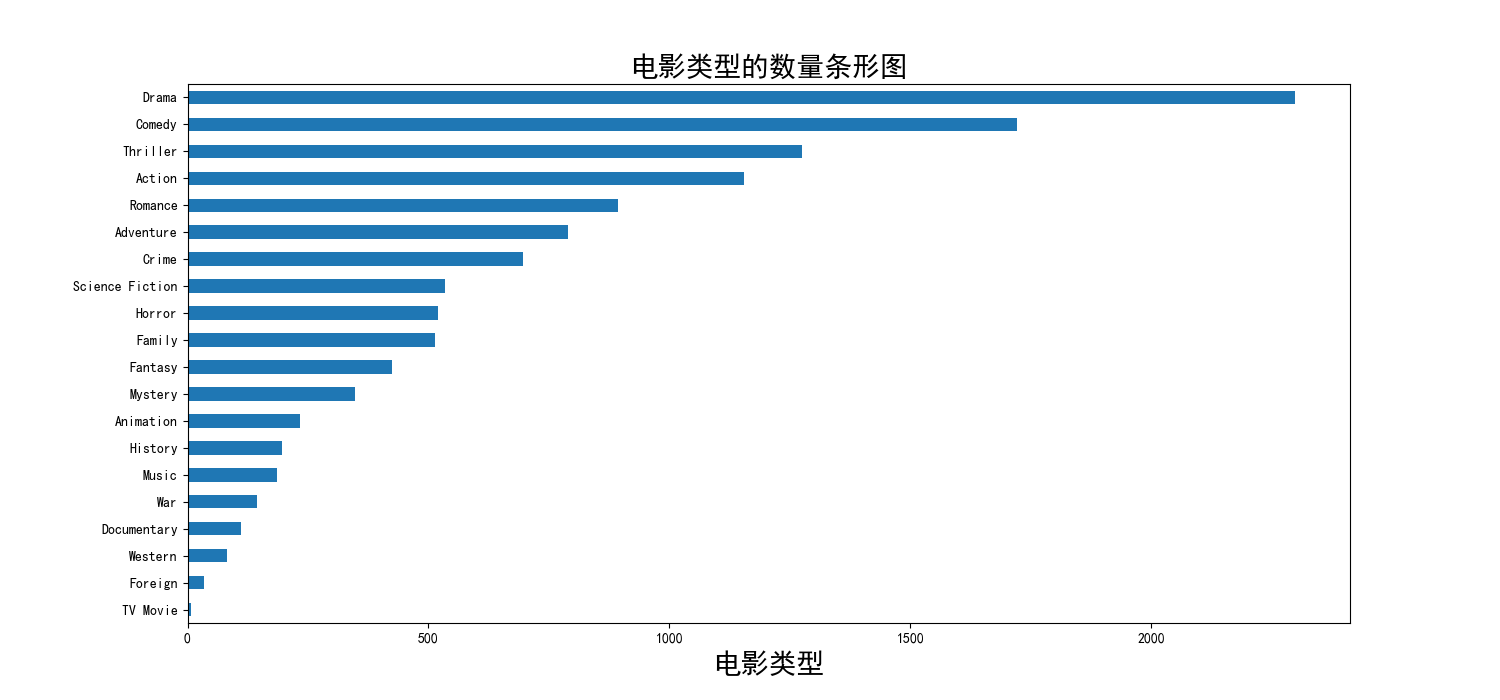 电影类型的数量条形图
Drama
Comedy
Thriller
Action
Romance
Adventure
Crime
Science Fiction
Horror
Family
Fantasy
Mystery
Animation
History
Music
War
Documentary
Western
Foreign
TV Movie
0 500 1000 1500 2000
电影类型